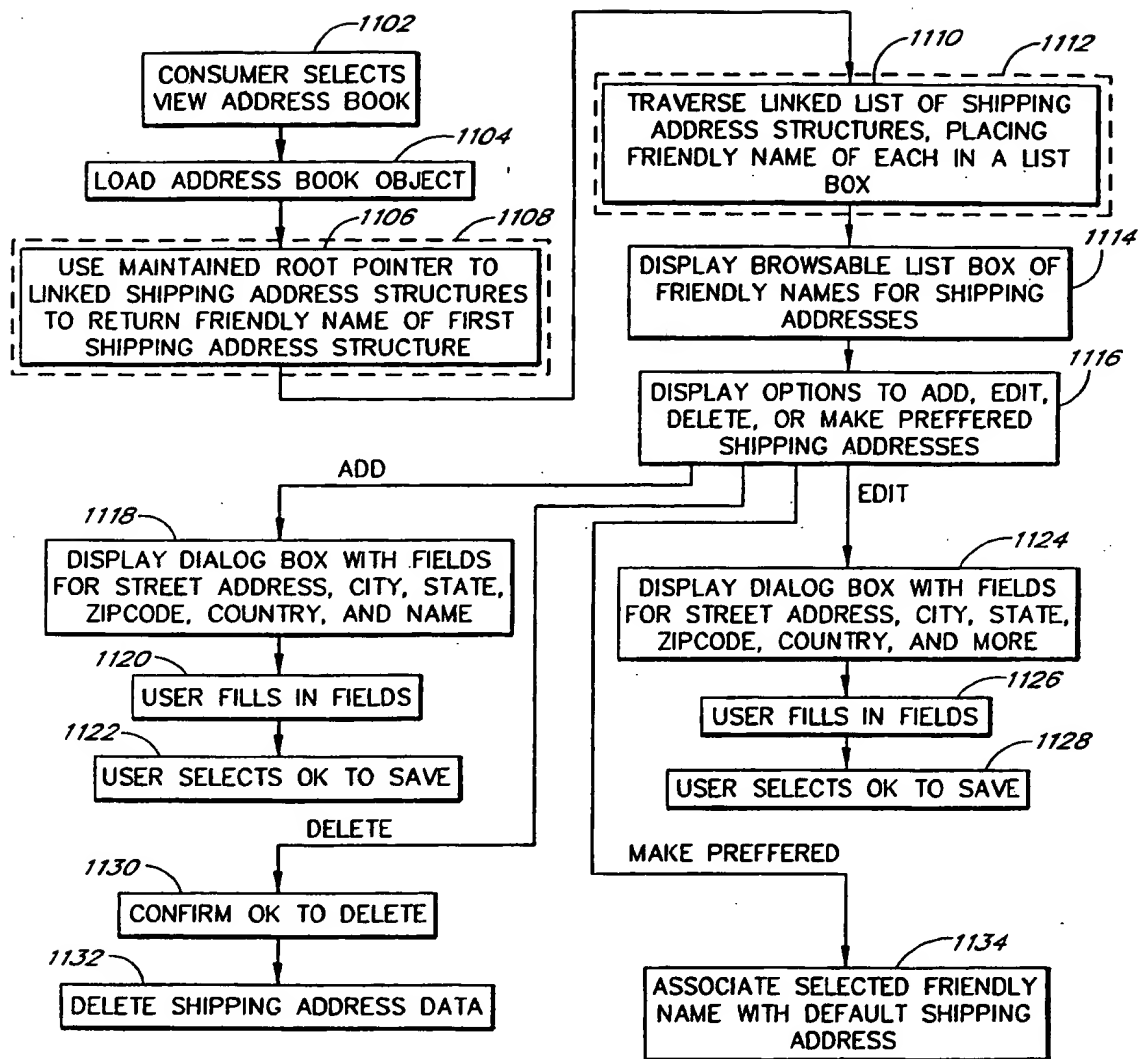 1102
CONSUMER SELECTS
VIEW ADDRESS BOOK
1104
LOAD ADDRESS BOOK OBJECT
1106
1108
USE MAINTAINED ROOT POINTER TO
LINKED SHIPPING ADDRESS STRUCTURES
TO RETURN FRIENDLY NAME OF FIRST
SHIPPING ADDRESS STRUCTURE
1110
1112
TRAVERSE LINKED LIST OF SHIPPING
ADDRESS STRUCTURES, PLACING
FRIENDLY NAME OF EACH IN A LIST
BOX
1114
DISPLAY BROWSABLE LIST BOX OF
FRIENDLY NAMES FOR SHIPPING
ADDRESSES
1116
DISPLAY OPTIONS TO ADD, EDIT,
DELETE, OR MAKE PREFFERED
SHIPPING ADDRESSES
ADD
EDIT
1118
DISPLAY DIALOG BOX WITH FIELDS
FOR STREET ADDRESS, CITY, STATE,
ZIPCODE, COUNTRY, AND NAME
1120
USER FILLS IN FIELDS
1122
USER SELECTS OK TO SAVE
1124
DISPLAY DIALOG BOX WITH FIELDS
FOR STREET ADDRESS, CITY, STATE,
ZIPCODE, COUNTRY, AND MORE
1126
USER FILLS IN FIELDS
1128
USER SELECTS OK TO SAVE
DELETE
1130
CONFIRM OK TO DELETE
1132
DELETE SHIPPING ADDRESS DATA
MAKE PREFFERED
1134
ASSOCIATE SELECTED FRIENDLY
NAME WITH DEFAULT SHIPPING
ADDRESS